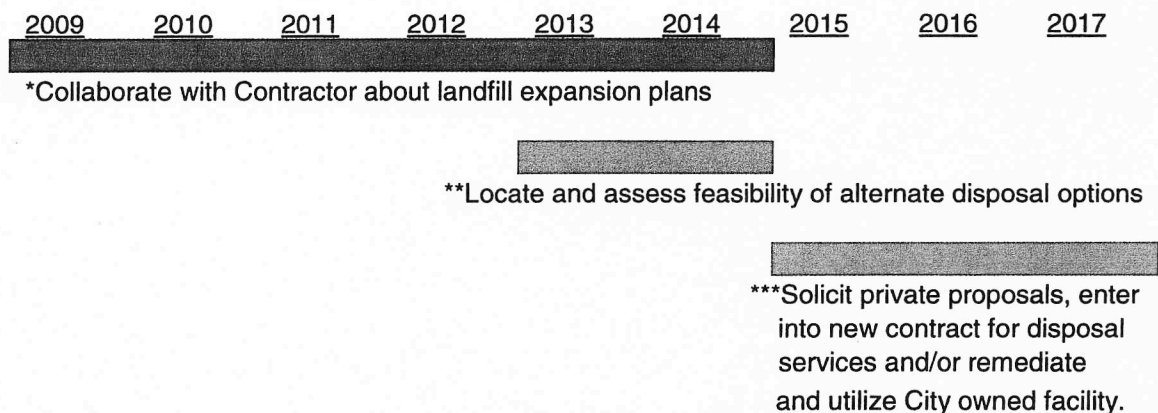 2009 2010 2011 2012 2013 2014 2015 2016 2017
*Collaborate with Contractor about landfill expansion plans
**Locate and assess feasibility of alternate disposal options
***Solicit private proposals, enter
into new contract for disposal
services and/or remediate
and utilize City owned facility.